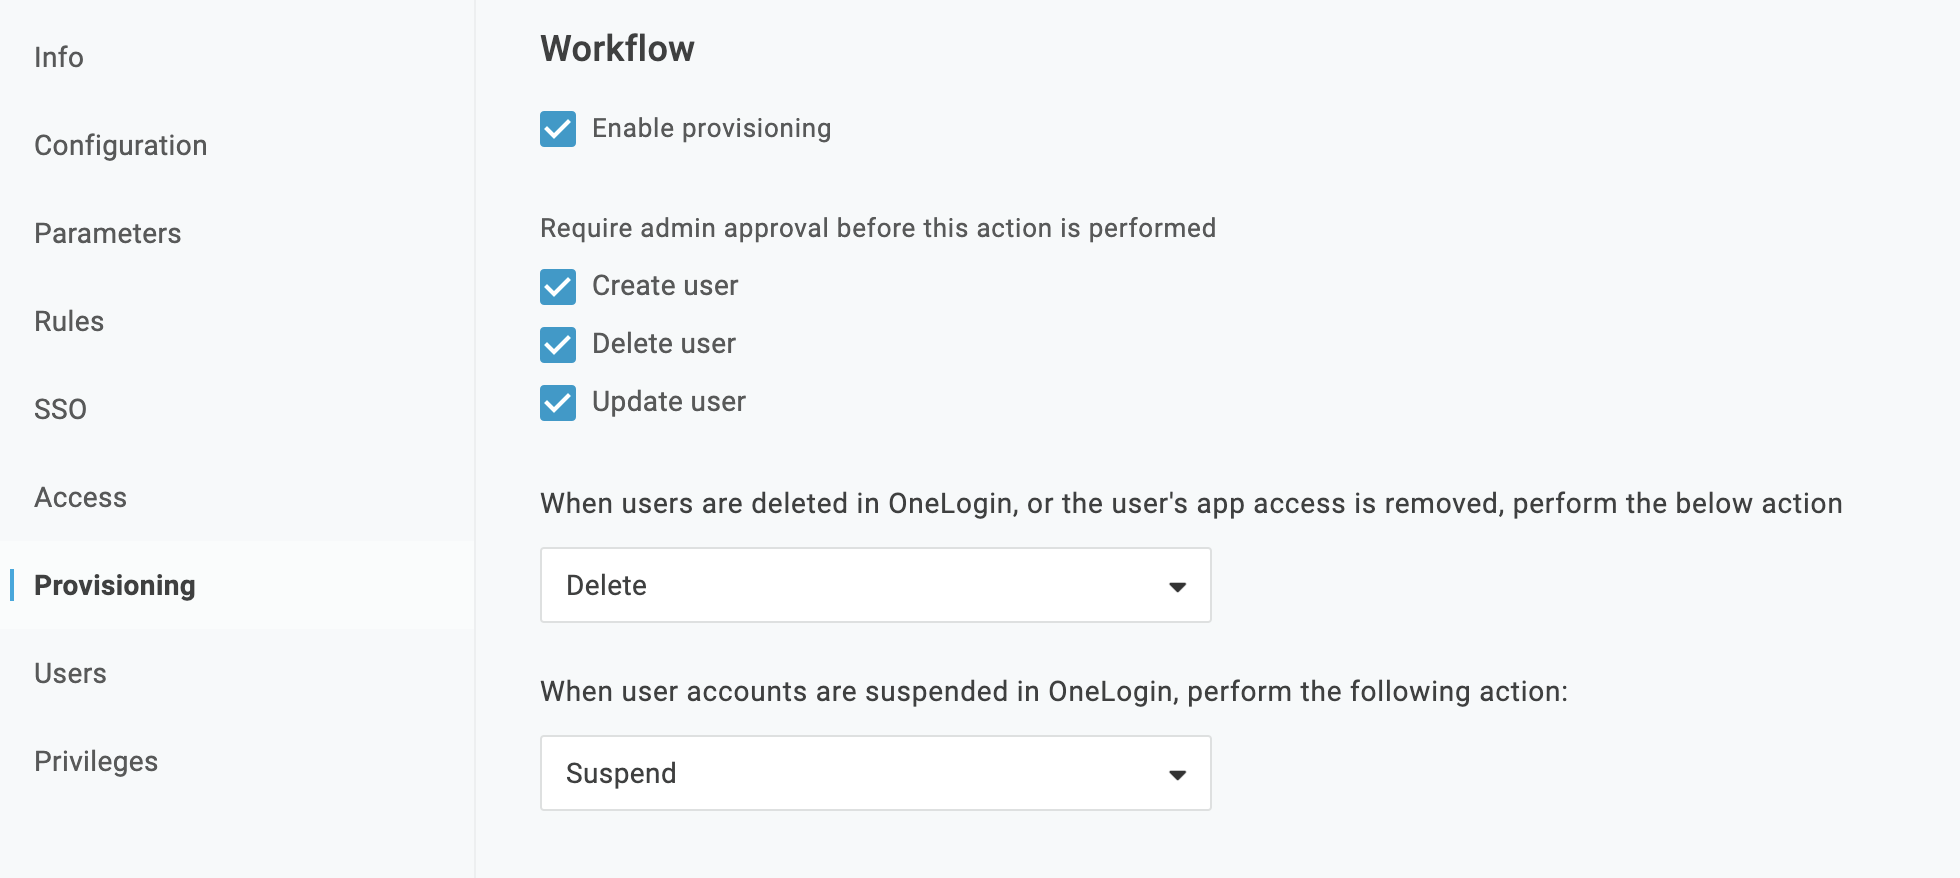 Info
Configuration
Parameters
Rules
SSO
Access
Provisioning
Users
Privileges
Workflow
Enable provisioning
Require admin approval before this action is performed
Create user
Delete user
Update user
When users are deleted in OneLogin, or the user's app access is removed, perform the below action
Delete
When user accounts are suspended in OneLogin, perform the following action:
Suspend